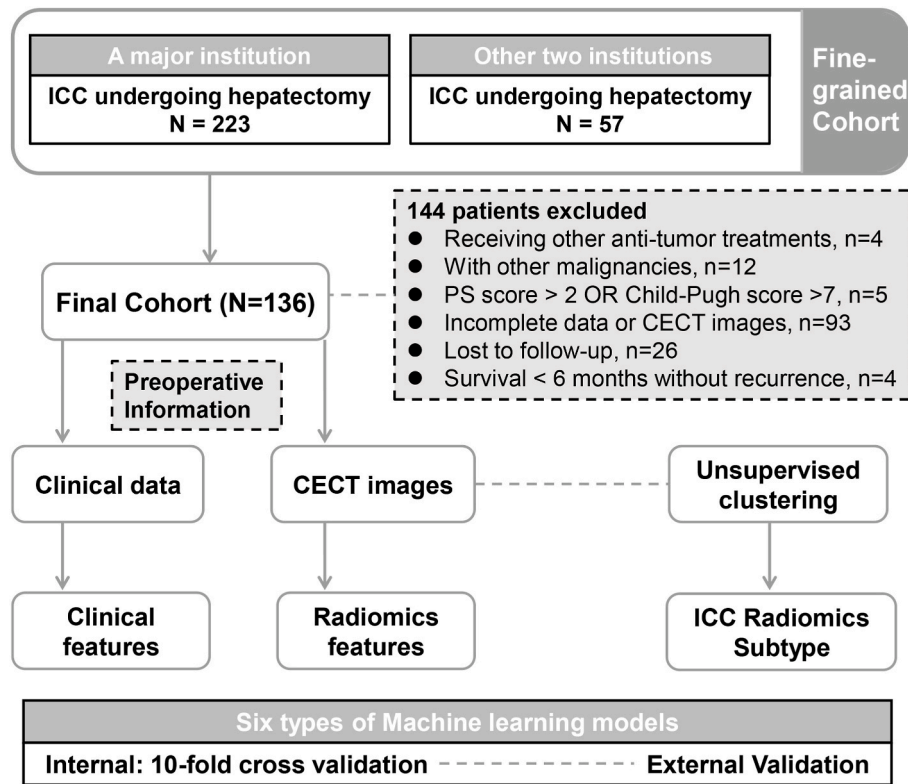 A major institution
ICC undergoing hepatectomy
N = 223
Other two institutions
ICC undergoing hepatectomy
N = 57
Fine-
grained
Cohort
144 patients excluded
● Receiving other anti-tumor treatments, n=4
● With other malignancies, n=12
● PS score > 2 OR Child-Pugh score >7, n=5
● Incomplete data or CECT images, n=93
● Lost to follow-up, n=26
● Survival < 6 months without recurrence, n=4
Final Cohort (N=136)
Preoperative
Information
Clinical data
CECT images
Unsupervised
clustering
Clinical
features
Radiomics
features
ICC Radiomics
Subtype
Six types of Machine learning models
Internal: 10-fold cross validation
External Validation